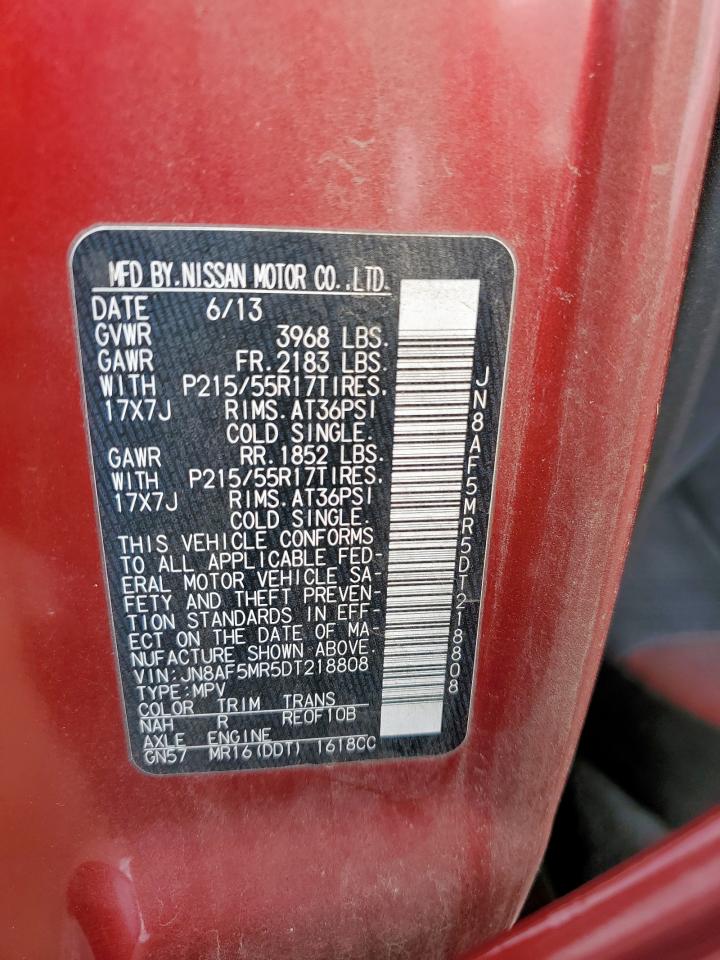 MFD BY.NISSAN MOTOR CO.,LTD.
DATE 6/13
GVWR 3968 LBS.
GAWR FR.2183 LBS.
WITH P215/55R17TIRES.
17X7J RIMS.AT36PSI
COLD SINGLE.
GAWR RR.1852 LBS.
WITH P215/55R17TIRES.
17X7J RIMS.AT36PSI
COLD SINGLE.
THIS VEHICLE CONFORMS
TO ALL APPLICABLE FED-
ERAL MOTOR VEHICLE SA-
FETY AND THEFT PREVEN-
TION STANDARDS IN EFF-
ECT ON THE DATE OF MA-
NUFACTURE SHOWN ABOVE.
VIN:JN8AF5MR5DT218808
TYPE:MPV
COLOR TRIM TRANS
NAH R RE0F10B
AXLE ENGINE
GN57 MR16(DDT) 1618CC
JN8AF5MR5DT218808